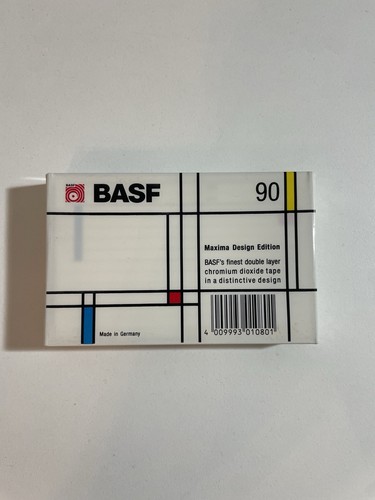 BASF
BASF
90
Maxima Design Edition
BASF's finest double layer
chromium dioxide tape
in a distinctive design
Made in Germany
4 009993 010801